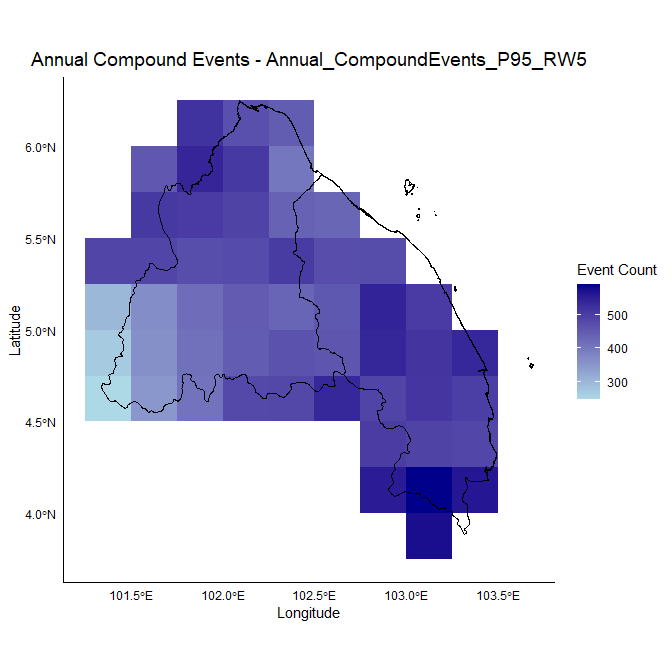 Annual Compound Events - Annual_CompoundEvents_P95_RW5
6.0°N
5.5°N
5.0°N
4.5°N
4.0°N
Latitude
101.5°E 102.0°E 102.5°E 103.0°E 103.5°E
Longitude
Event Count
500
400
300